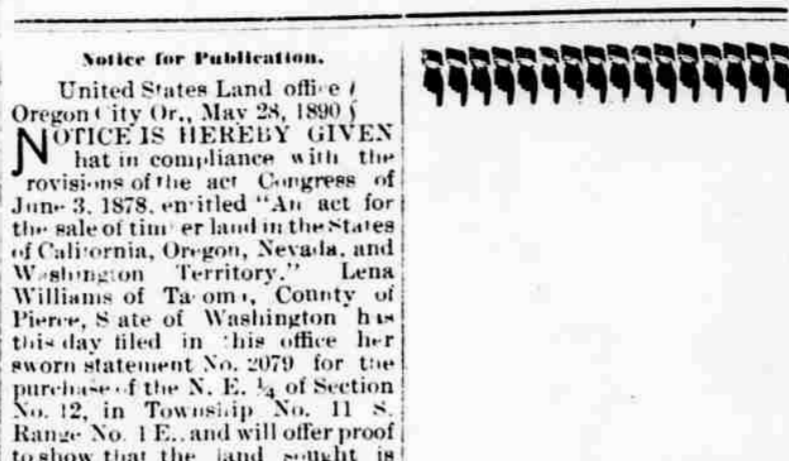 Notice for Publication.
United States Land office
Oregon City Or., May 28, 1890
NOTICE IS HEREBY GIVEN
hat in compliance with the
rovisions of the act Congress of
June 3, 1878, entitled "An act for
the sale of timber land in the States
of California, Oregon, Nevada, and
Washington Territory." Lena
Williams of Tacoma, County of
Pierce, State of Washington has
this day filed in this office her
sworn statement No. 2079 for the
purchase of the N. E. ¼ of Section
No. 12, in Township No. 11 S.
Range No. 1 E., and will offer proof
to show that the land sought is